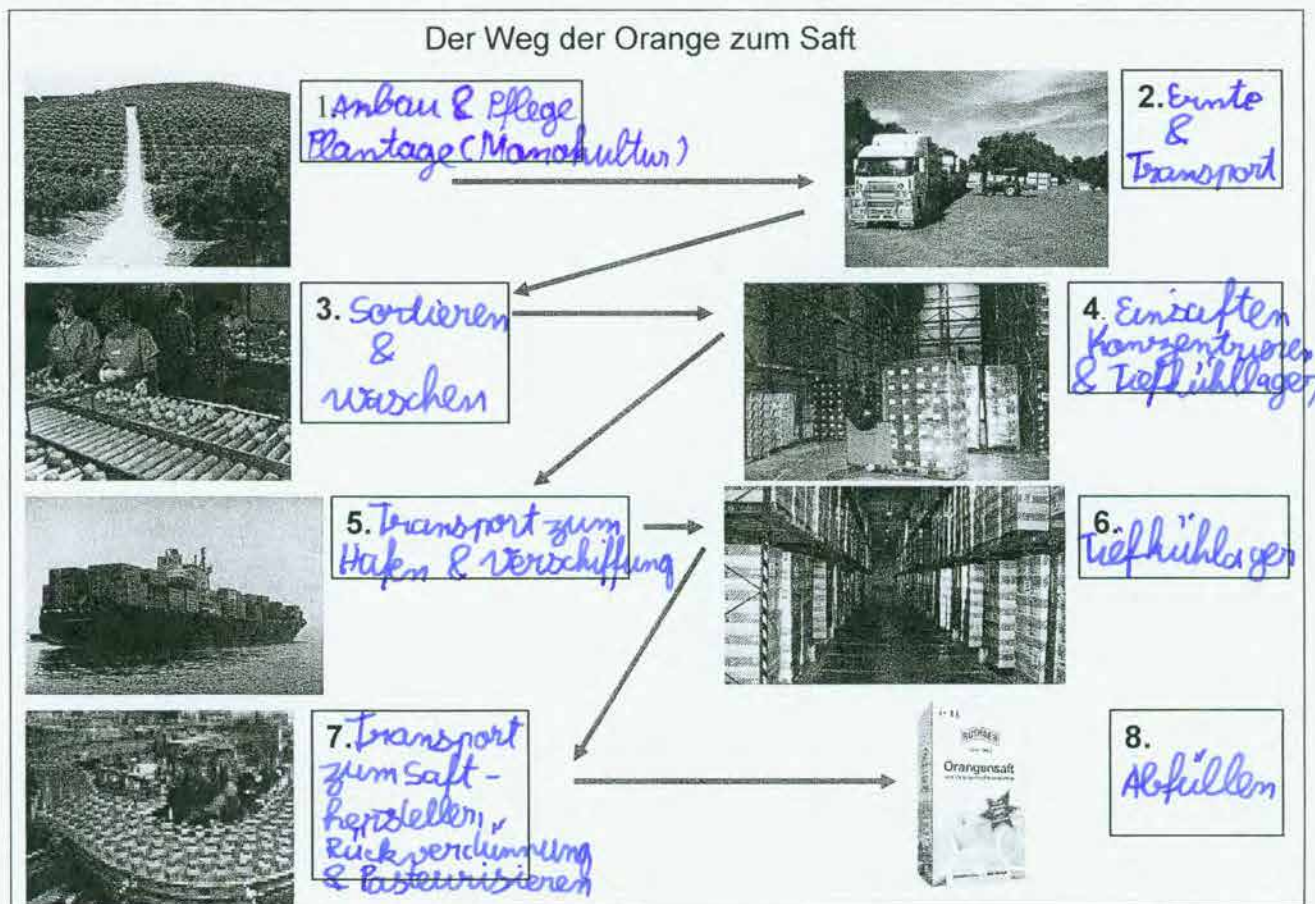 Der Weg der Orange zum Saft
1. Anbau & Pflege
Plantage (Monokultur)
2. Ernte
&
Transport
3. Sordieren
&
waschen
4. Einsaften
Konzentrieren
& Tiefkühllager
5. Transport zum
Hafen & Verschiffung
6.
Tiefkühlager
7. Transport
zum Saft-
hersteller,
Rückverdünnung
& Pasteurisieren
Orangensaft
8.
Abfüllen